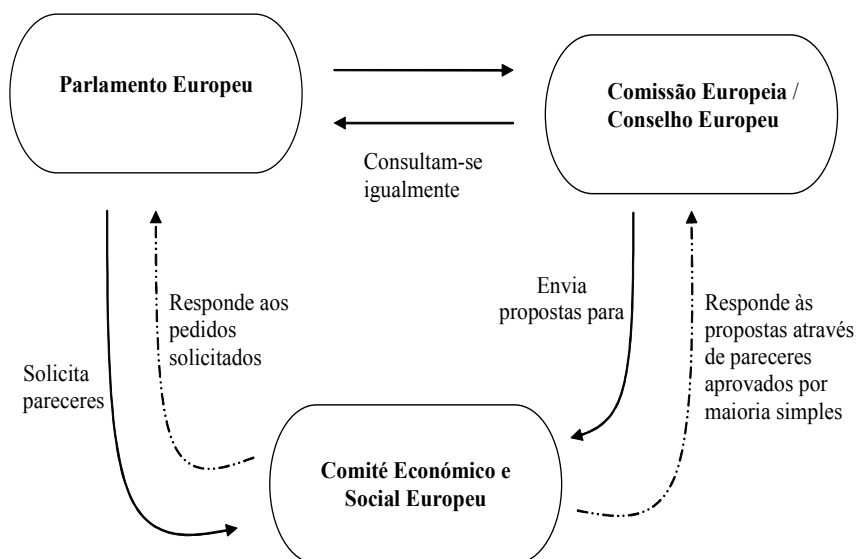 Parlamento Europeu
Comissão Europeia /
Conselho Europeu
Consultam-se
igualmente
Responde aos
pedidos
solicitados
Solicita
pareceres
Envia
propostas para
Responde às
propostas através
de pareceres
aprovados por
maioria simples
Comité Económico e
Social Europeu